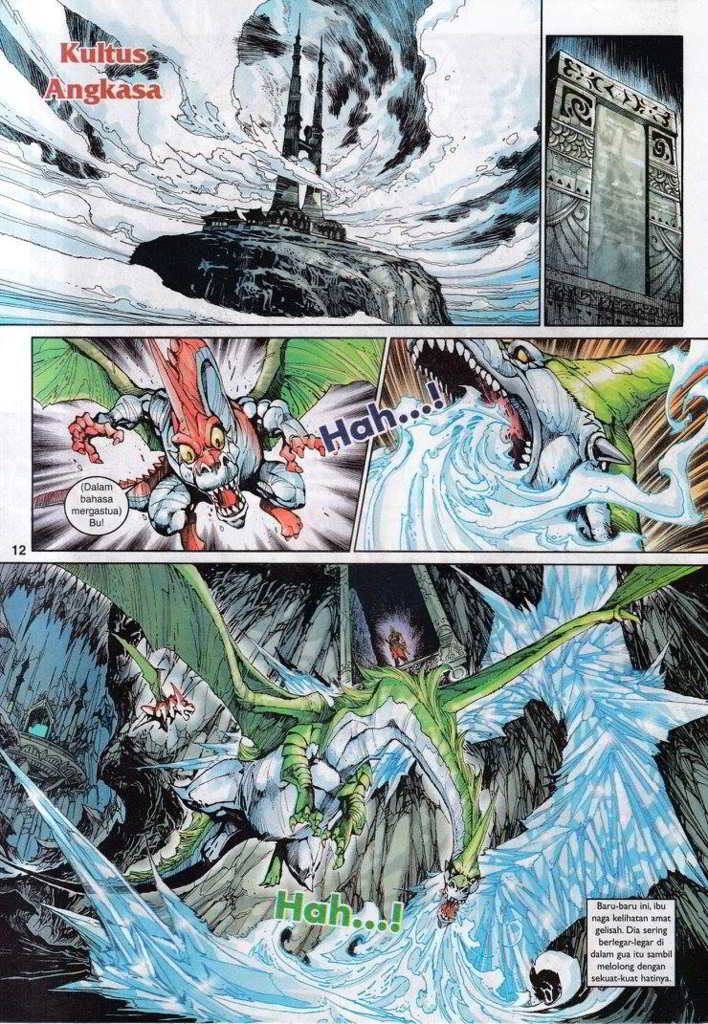 Kultus
Angkasa
Hah...!
(Dalam
bahasa
mergastua)
Bu!
12
Hah...!
Baru-baru ini, ibu
naga kelihatan amat
gelisah. Dia sering
berlegar-legar di
dalam gua itu sambil
melolong dengan
sekuat-kuat hatinya.